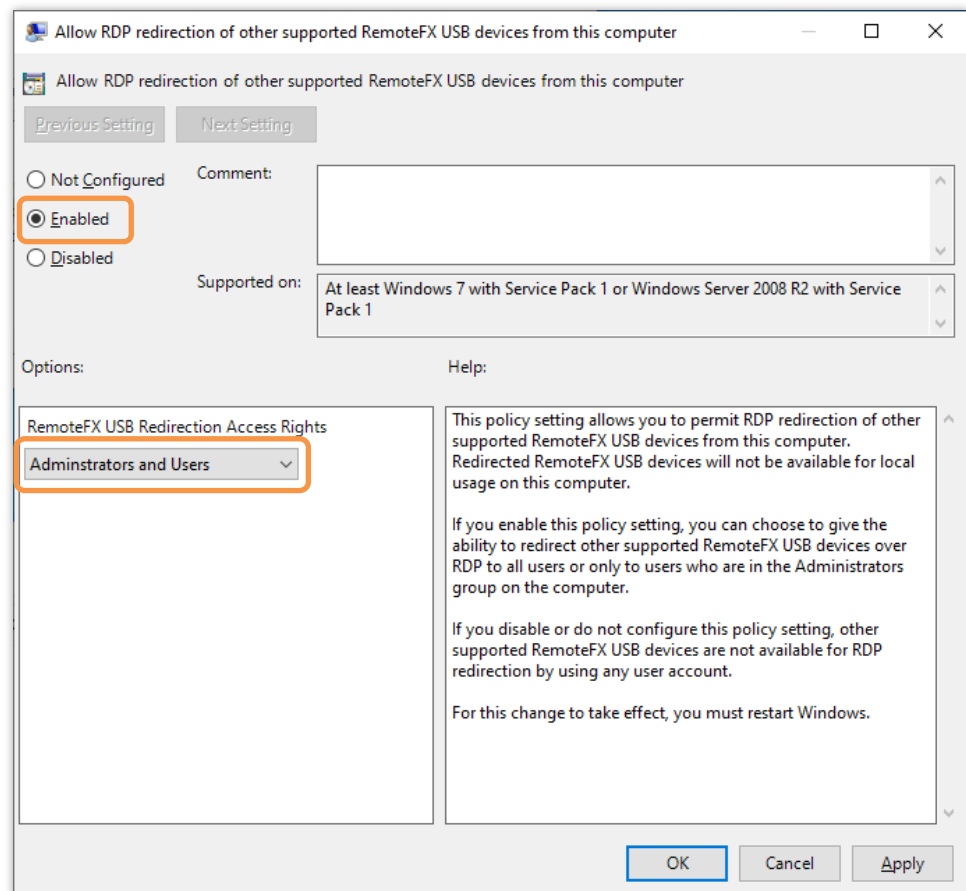 Allow RDP redirection of other supported RemoteFX USB devices from this computer
Allow RDP redirection of other supported RemoteFX USB devices from this computer
Previous Setting
Next Setting
Not Configured
Enabled
Disabled
Comment:
Supported on:
At least Windows 7 with Service Pack 1 or Windows Server 2008 R2 with Service
Pack 1
Options:
Help:
RemoteFX USB Redirection Access Rights
Adminstrators and Users
This policy setting allows you to permit RDP redirection of other
supported RemoteFX USB devices from this computer.
Redirected RemoteFX USB devices will not be available for local
usage on this computer.
If you enable this policy setting, you can choose to give the
ability to redirect other supported RemoteFX USB devices over
RDP to all users or only to users who are in the Administrators
group on the computer.
If you disable or do not configure this policy setting, other
supported RemoteFX USB devices are not available for RDP
redirection by using any user account.
For this change to take effect, you must restart Windows.
OK
Cancel
Apply